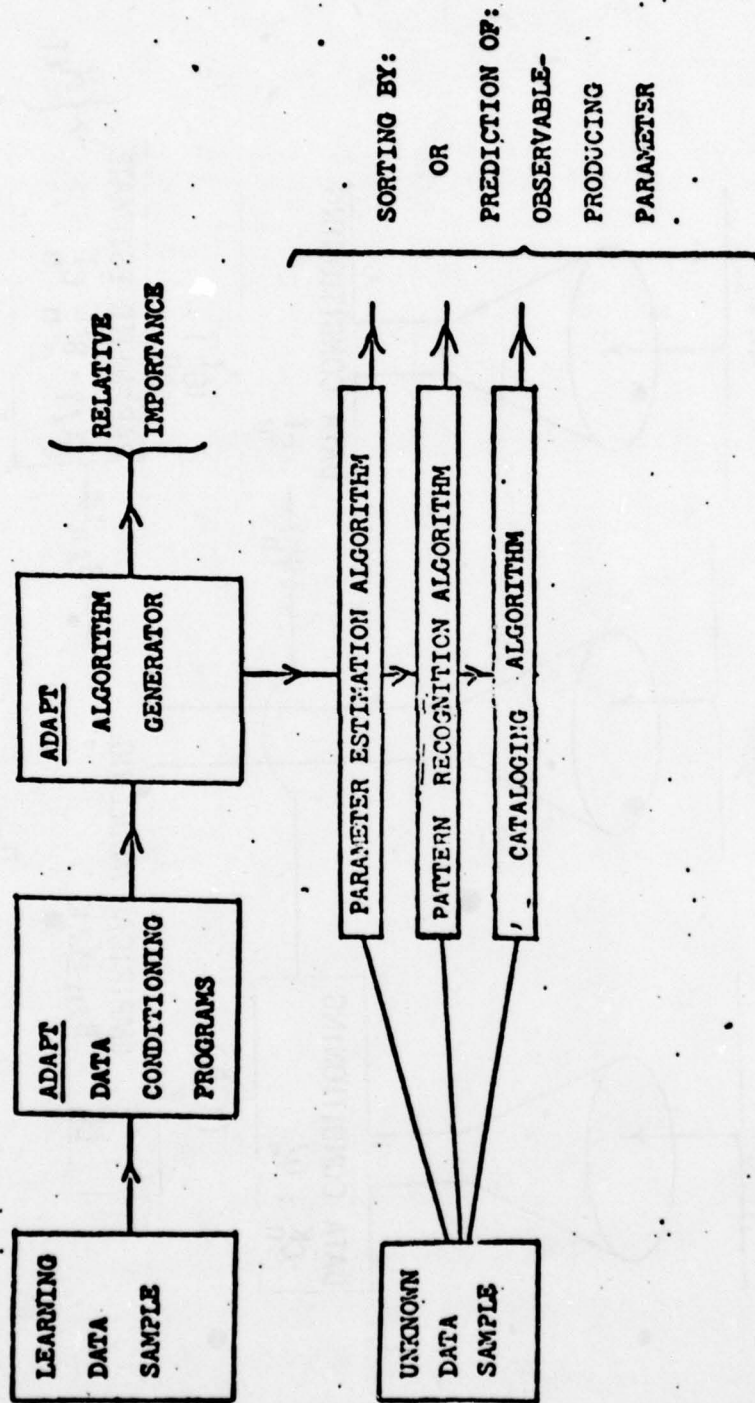 LEARNING
DATA
SAMPLE
ADAPT
DATA
CONDITIONING
PROGRAMS
ADAPT
ALGORITHM
GENERATOR
RELATIVE
IMPORTANCE
UNKNOWN
DATA
SAMPLE
PARAMETER ESTIMATION ALGORITHM
PATTERN RECOGNITION ALGORITHM
CATALOGING ALGORITHM
SORTING BY:
OR
PREDICTION OF:
OBSERVABLE-
PRODUCING
PARAMETER